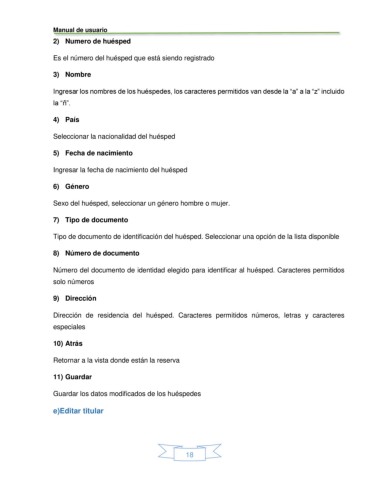 Manual de usuario
2) Numero de huésped
Es el número del huésped que está siendo registrado
3) Nombre
Ingresar los nombres de los huéspedes, los caracteres permitidos van desde la “a” a la “z” incluido
la “ñ”.
4) País
Seleccionar la nacionalidad del huésped
5) Fecha de nacimiento
Ingresar la fecha de nacimiento del huésped
6) Género
Sexo del huésped, seleccionar un género hombre o mujer.
7) Tipo de documento
Tipo de documento de identificación del huésped. Seleccionar una opción de la lista disponible
8) Número de documento
Número del documento de identidad elegido para identificar al huésped. Caracteres permitidos
solo números
9) Dirección
Dirección de residencia del huésped. Caracteres permitidos números, letras y caracteres
especiales
10) Atrás
Retornar a la vista donde están la reserva
11) Guardar
Guardar los datos modificados de los huéspedes
e)Editar titular
18